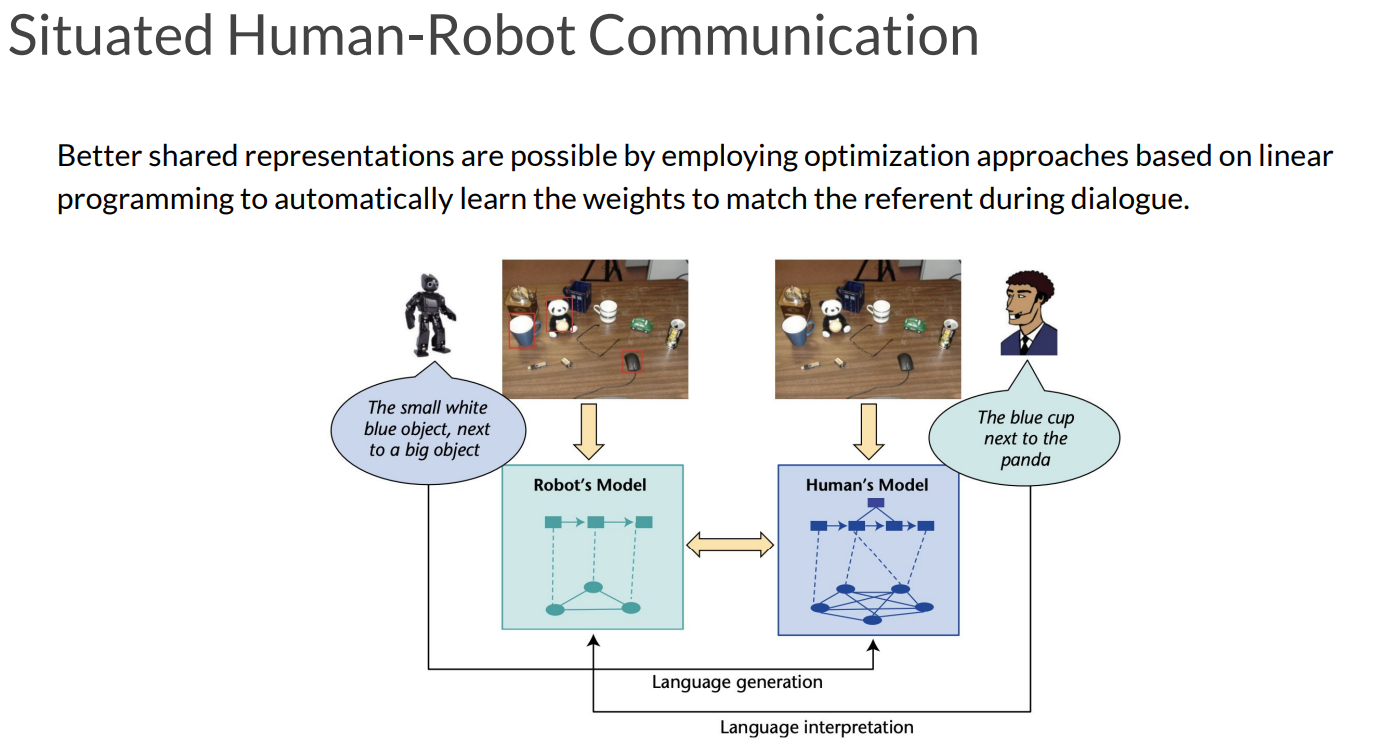 Situated Human-Robot Communication
Better shared representations are possible by employing optimization approaches based on linear
programming to automatically learn the weights to match the referent during dialogue.
The small white
blue object, next
to a big object
The blue cup
next to the
panda
Robot's Model
Human's Model
Language generation
Language interpretation